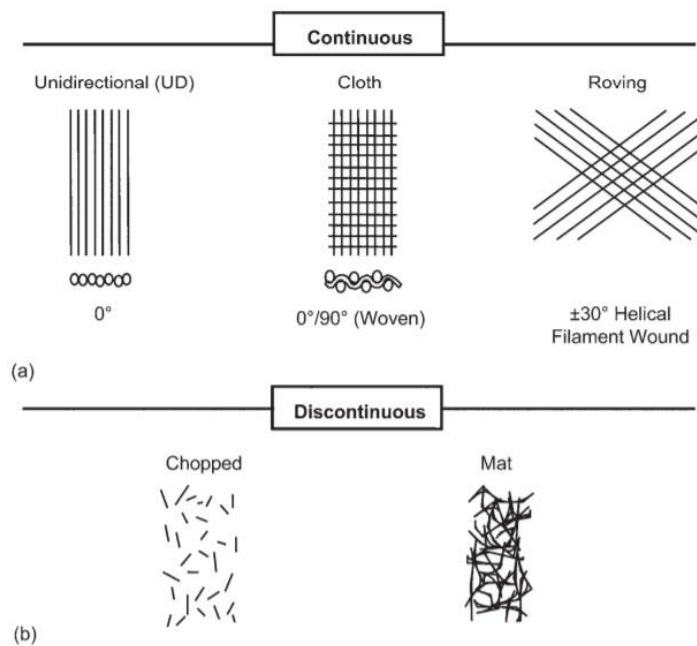 Continuous
Unidirectional (UD)
Cloth
Roving
0°
0°/90° (Woven)
±30° Helical
Filament Wound
(a)
Discontinuous
Chopped
Mat
(b)